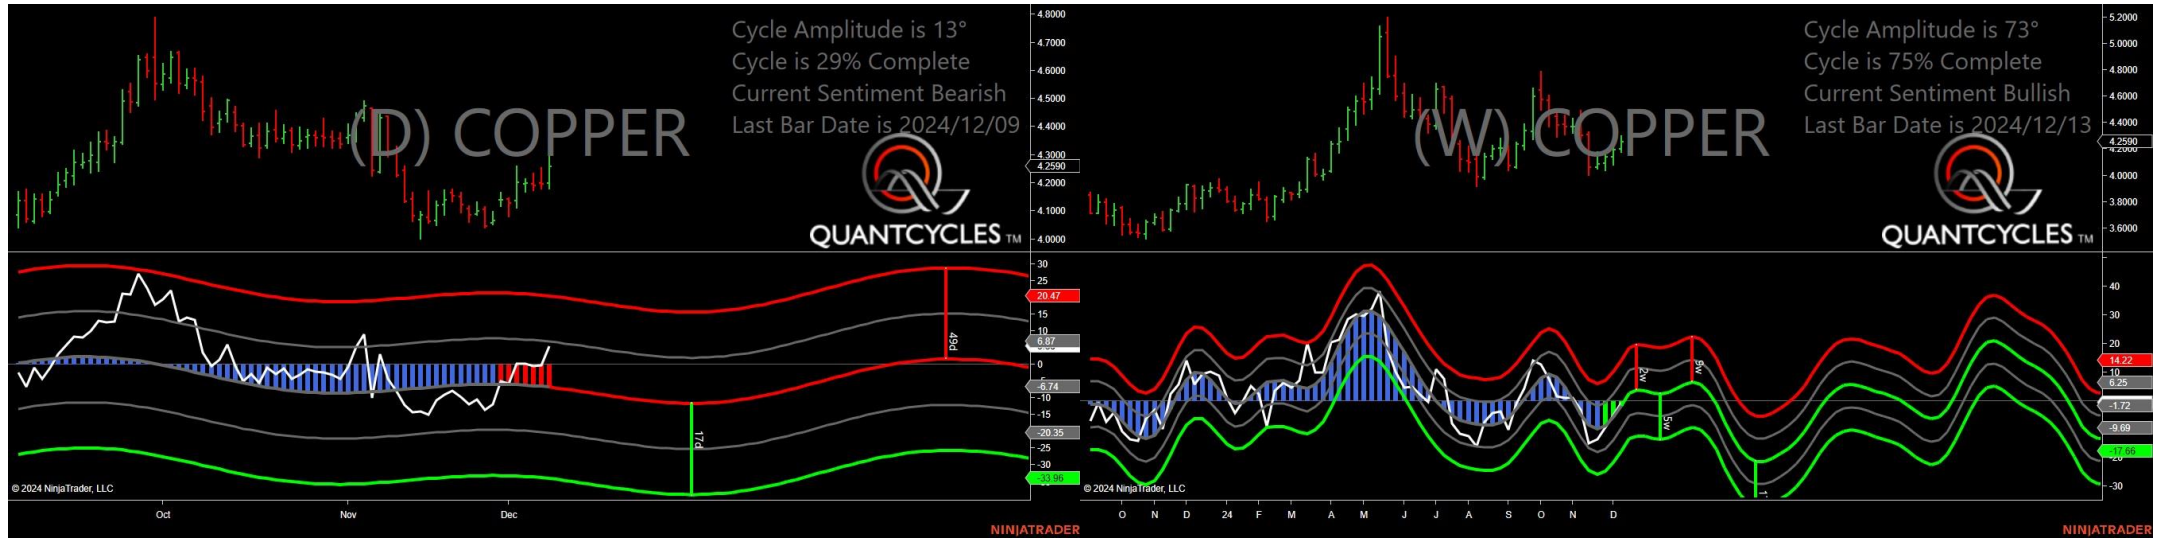 Cycle Amplitude is 13°
Cycle is 29% Complete
Current Sentiment Bearish
Last Bar Date is 2024/12/09
(D) COPPER
QUANTCYCLES TM
4.8000
4.7000
4.6000
4.5000
4.4000
4.3000
4.2590
4.2000
4.1000
4.0000
30
25
20.47
15
10
6.87
0
-6.74
-10
-15
-20.35
-25
-30
-33.96
49d
17d
© 2024 NinjaTrader, LLC
Oct Nov Dec
NINJATRADER
Cycle Amplitude is 73°
Cycle is 75% Complete
Current Sentiment Bullish
Last Bar Date is 2024/12/13
(W) COPPER
QUANTCYCLES TM
5.2000
5.0000
4.8000
4.6000
4.4000
4.2590
4.2000
4.0000
3.8000
3.6000
40
30
20
14.22
10
6.25
-1.72
-9.69
-17.66
-20
-30
2w
9w
5w
© 2024 NinjaTrader, LLC
O N D 24 F M A M J J A S O N D
NINJATRADER